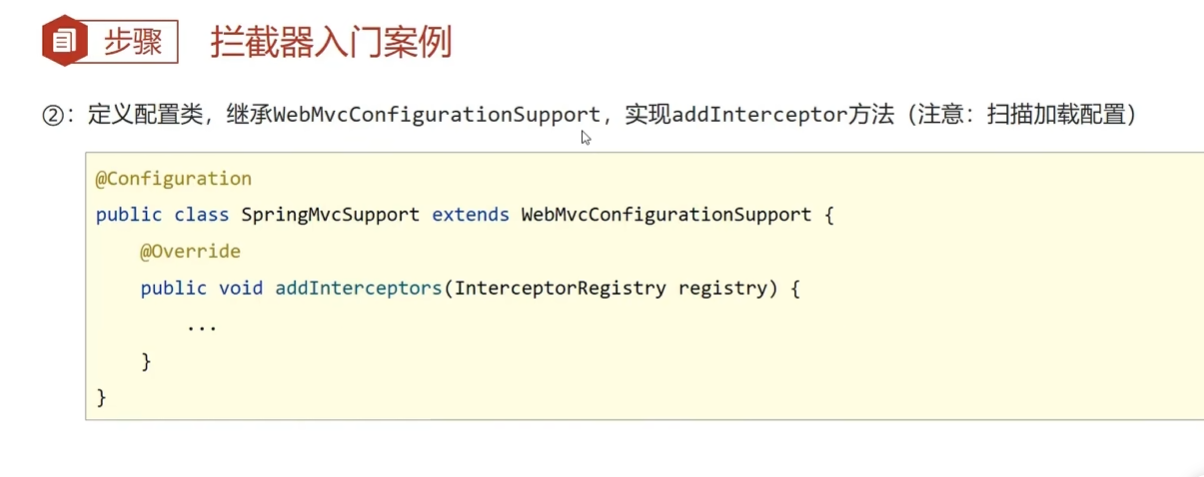 步骤 拦截器入门案例
②：定义配置类，继承WebMvcConfigurationSupport，实现addInterceptor方法（注意：扫描加载配置）
@Configuration
public class SpringMvcSupport extends WebMvcConfigurationSupport {
@Override
public void addInterceptors(InterceptorRegistry registry) {
...
}
}